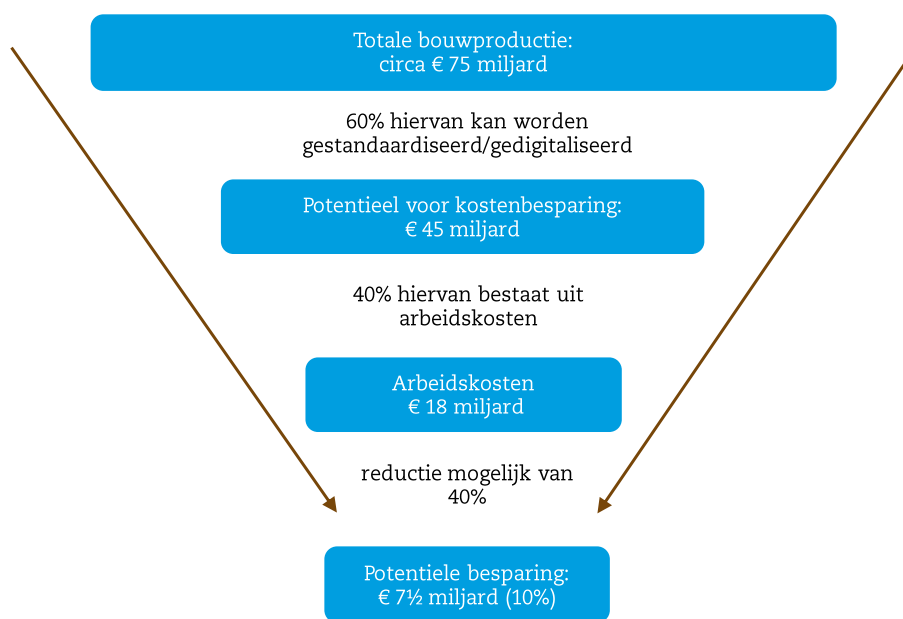 Totale bouwproductie:
circa € 75 miljard
60% hiervan kan worden
gestandaardiseerd/gedigitaliseerd
Potentieel voor kostenbesparing:
€ 45 miljard
40% hiervan bestaat uit
arbeidskosten
Arbeidskosten
€ 18 miljard
reductie mogelijk van
40%
Potentiele besparing:
€ 7½ miljard (10%)